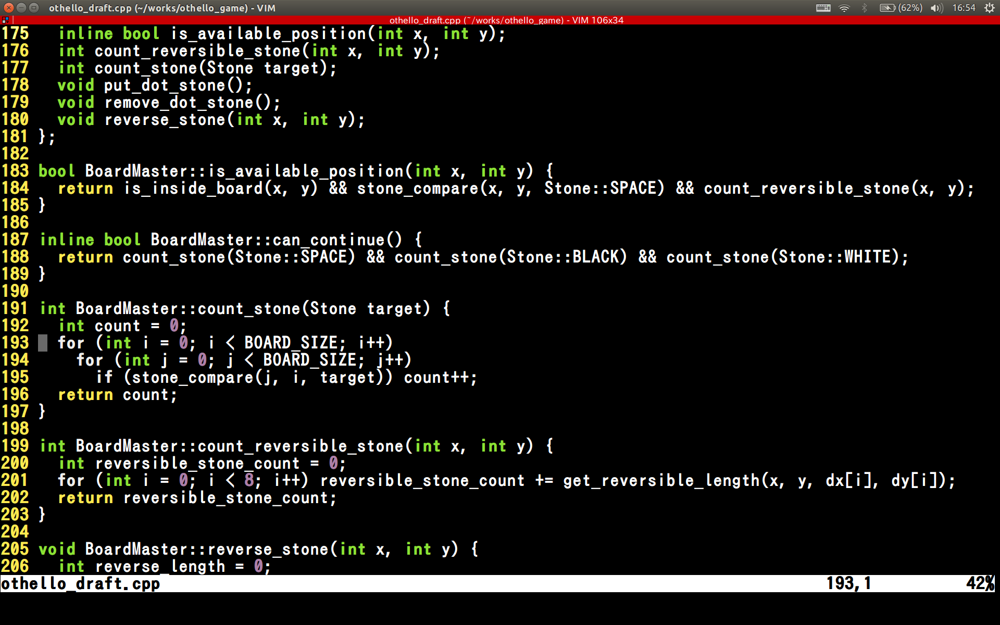 othello_draft.cpp (~/works/othello_game) - VIM (62%) 16:54
othello_draft.cpp (~/works/othello_game) - VIM 106x34
175   inline bool is_available_position(int x, int y);
176   int count_reversible_stone(int x, int y);
177   int count_stone(Stone target);
178   void put_dot_stone();
179   void remove_dot_stone();
180   void reverse_stone(int x, int y);
181 };
182
183 bool BoardMaster::is_available_position(int x, int y) {
184   return is_inside_board(x, y) && stone_compare(x, y, Stone::SPACE) && count_reversible_stone(x, y);
185 }
186
187 inline bool BoardMaster::can_continue() {
188   return count_stone(Stone::SPACE) && count_stone(Stone::BLACK) && count_stone(Stone::WHITE);
189 }
190
191 int BoardMaster::count_stone(Stone target) {
192   int count = 0;
193   for (int i = 0; i < BOARD_SIZE; i++)
194     for (int j = 0; j < BOARD_SIZE; j++)
195       if (stone_compare(j, i, target)) count++;
196   return count;
197 }
198
199 int BoardMaster::count_reversible_stone(int x, int y) {
200   int reversible_stone_count = 0;
201   for (int i = 0; i < 8; i++) reversible_stone_count += get_reversible_length(x, y, dx[i], dy[i]);
202   return reversible_stone_count;
203 }
204
205 void BoardMaster::reverse_stone(int x, int y) {
206   int reverse_length = 0;
othello_draft.cpp 193,1 42%